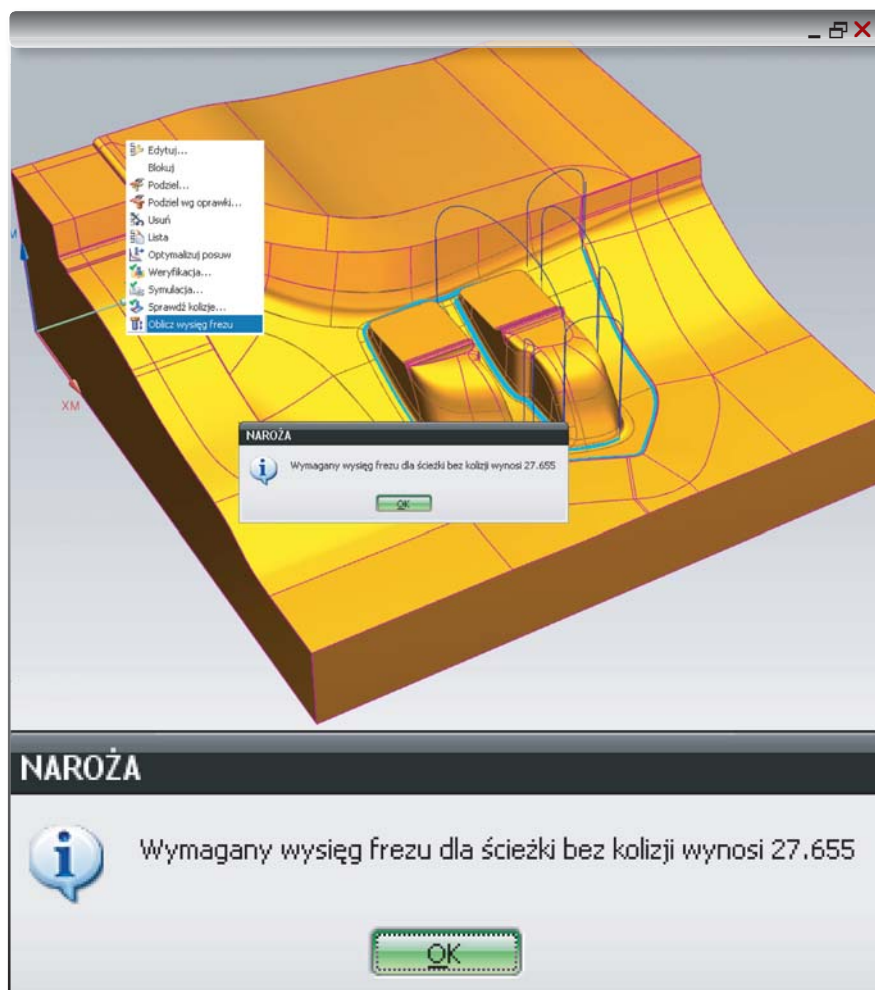 Edytuj...
Blokuj
Podziel...
Podziel wg oprawki...
Usuń
Lista
Optymalizuj posuw
Weryfikacja...
Symulacja...
Sprawdź kolizje...
Oblicz wysięg frezu
XM
NAROŻA
Wymagany wysięg frezu dla ścieżki bez kolizji wynosi 27.655
OK
NAROŻA
Wymagany wysięg frezu dla ścieżki bez kolizji wynosi 27.655
OK